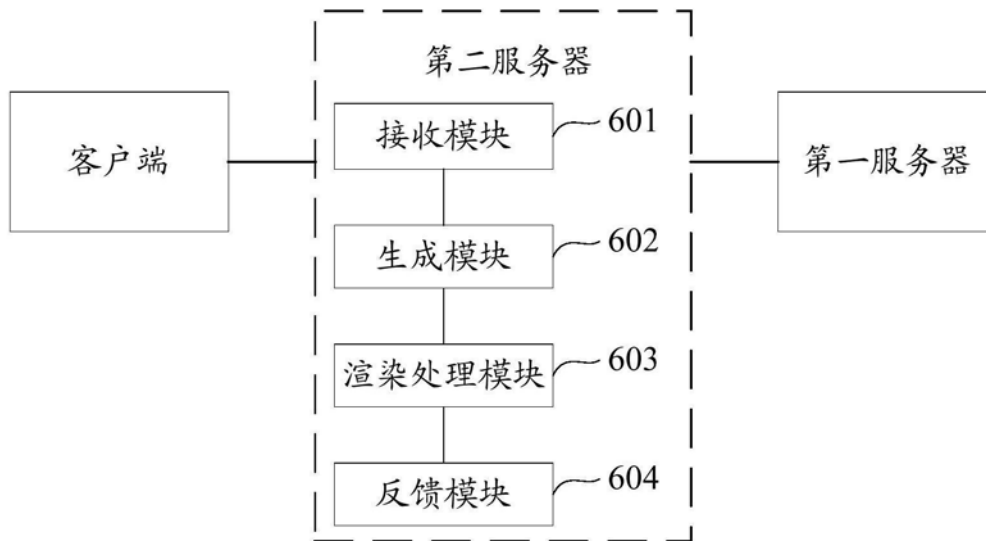 第二服务器
客户端
接收模块
601
第一服务器
生成模块
602
渲染处理模块
603
反馈模块
604